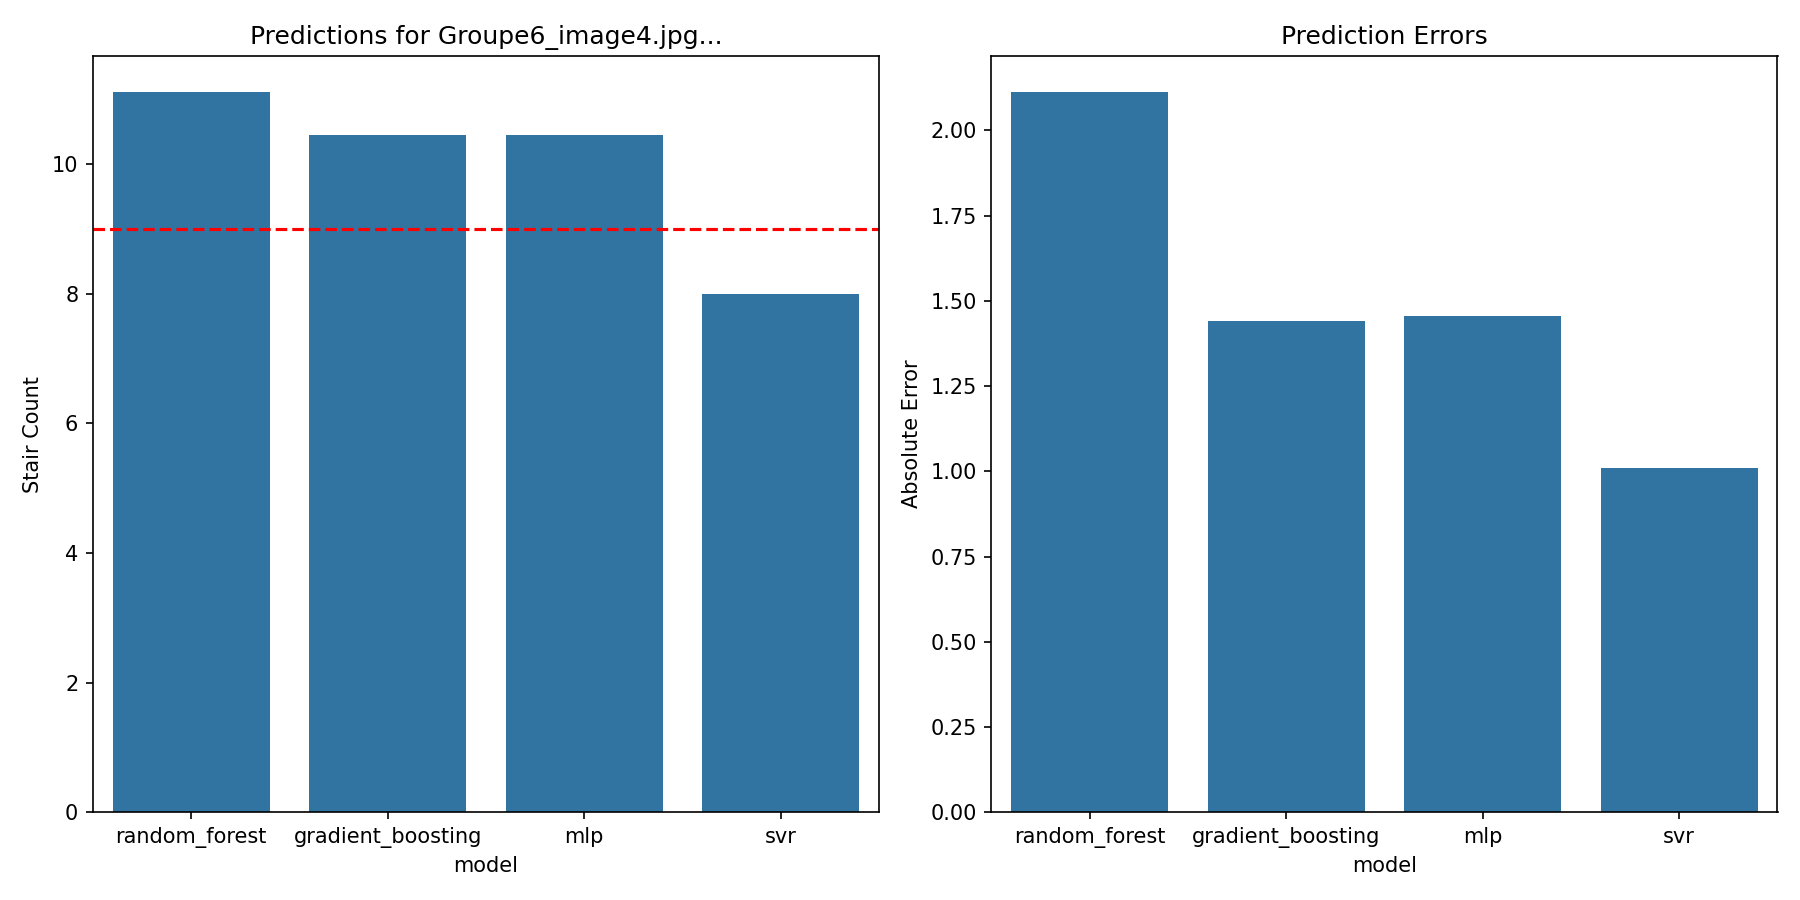 Predictions for Groupe6_image4.jpg...
Stair Count
10
8
6
4
2
0
random_forest gradient_boosting mlp svr
model
Prediction Errors
Absolute Error
2.00
1.75
1.50
1.25
1.00
0.75
0.50
0.25
0.00
random_forest gradient_boosting mlp svr
model